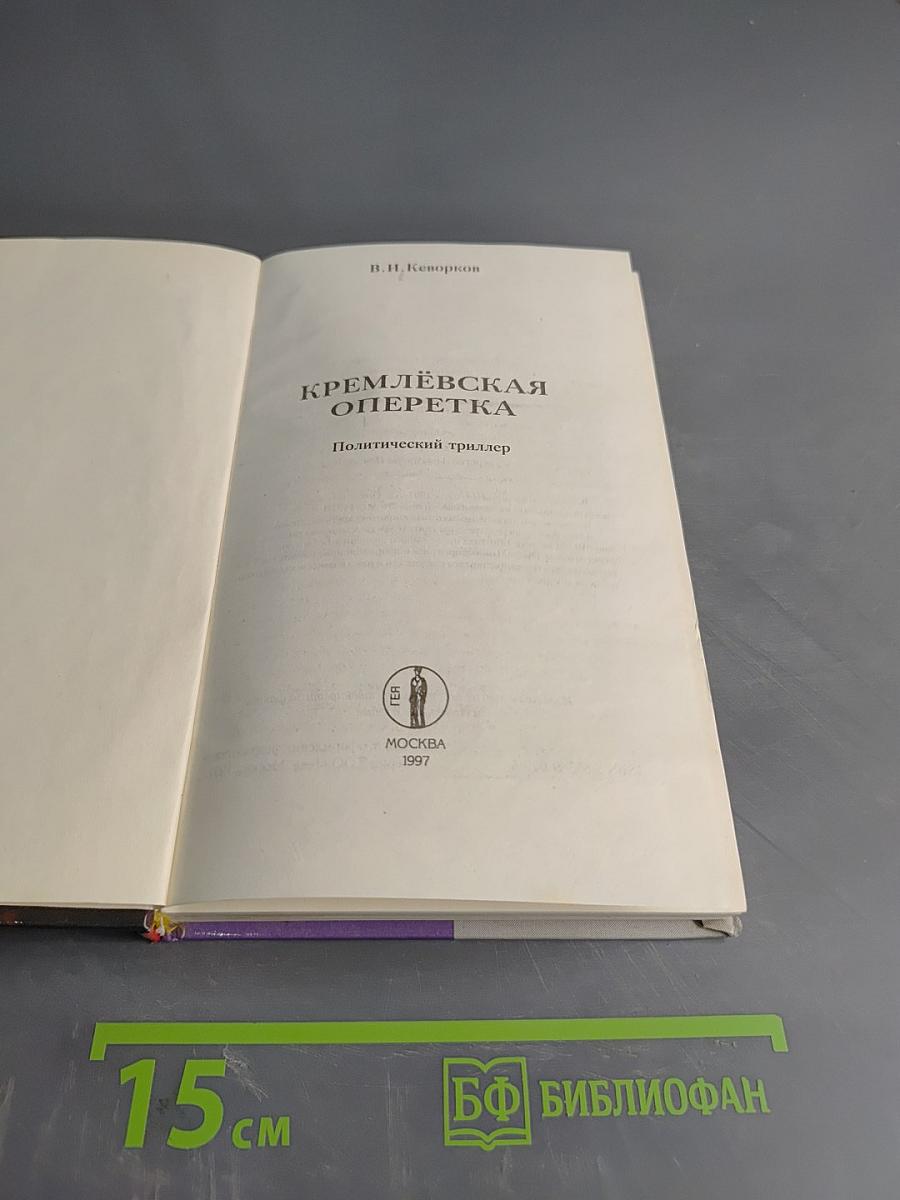 В. И. Кеворков
КРЕМЛЁВСКАЯ
ОПЕРЕТКА
Политический триллер
ГЕЯ
МОСКВА
1997
15 см
БФ БИБЛИОФАН